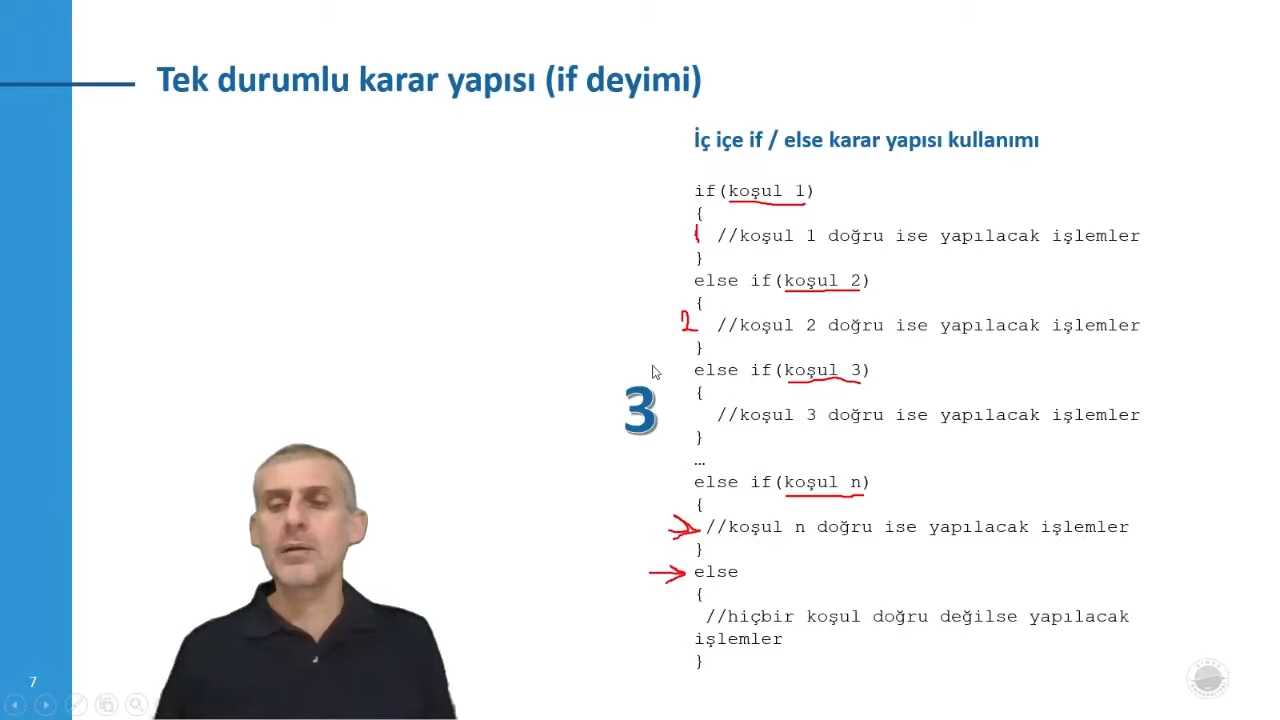 Tek durumlu karar yapısı (if deyimi)
İç içe if / else karar yapısı kullanımı
if(koşul 1)
{
1 //koşul 1 doğru ise yapılacak işlemler
}
else if(koşul 2)
{
2 //koşul 2 doğru ise yapılacak işlemler
}
else if(koşul 3)
{
//koşul 3 doğru ise yapılacak işlemler
}
…
else if(koşul n)
{
//koşul n doğru ise yapılacak işlemler
}
else
{
//hiçbir koşul doğru değilse yapılacak
işlemler
}
3
7